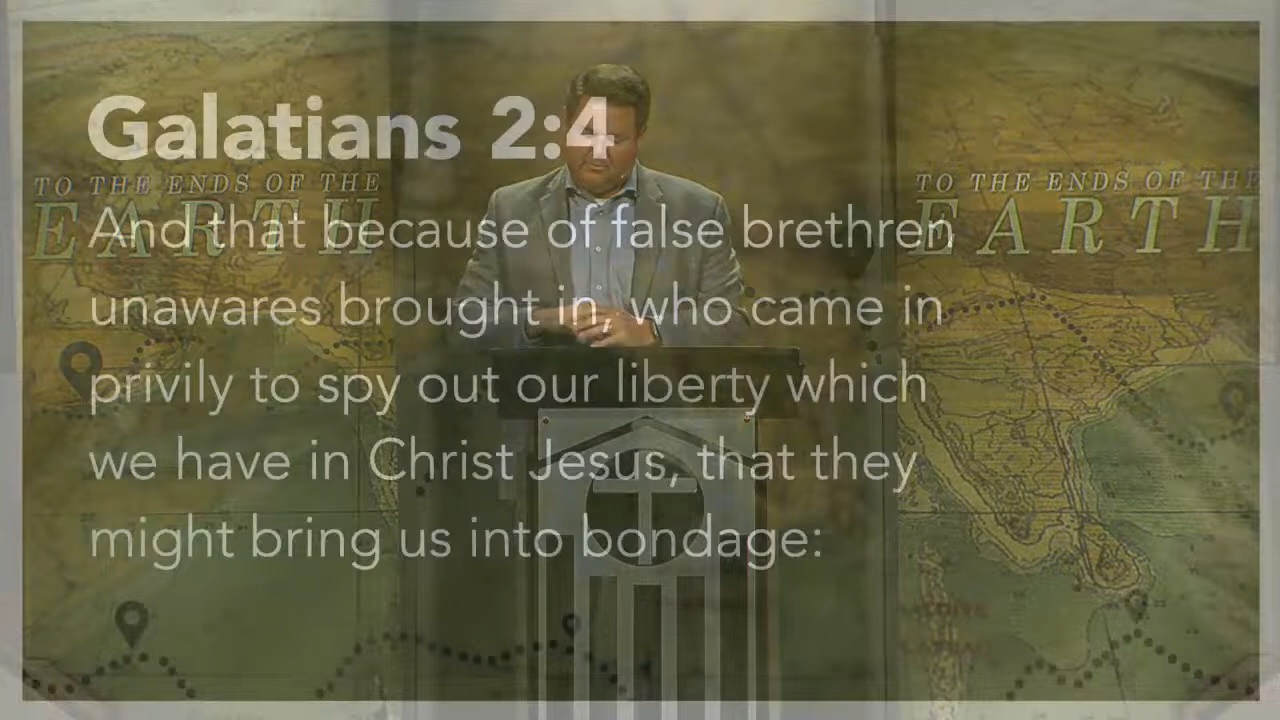 Galatians 2:4
TO THE ENDS OF THE
EARTH
TO THE ENDS OF THE
EARTH
And that because of false brethren
unawares brought in, who came in
privily to spy out our liberty which
we have in Christ Jesus, that they
might bring us into bondage: